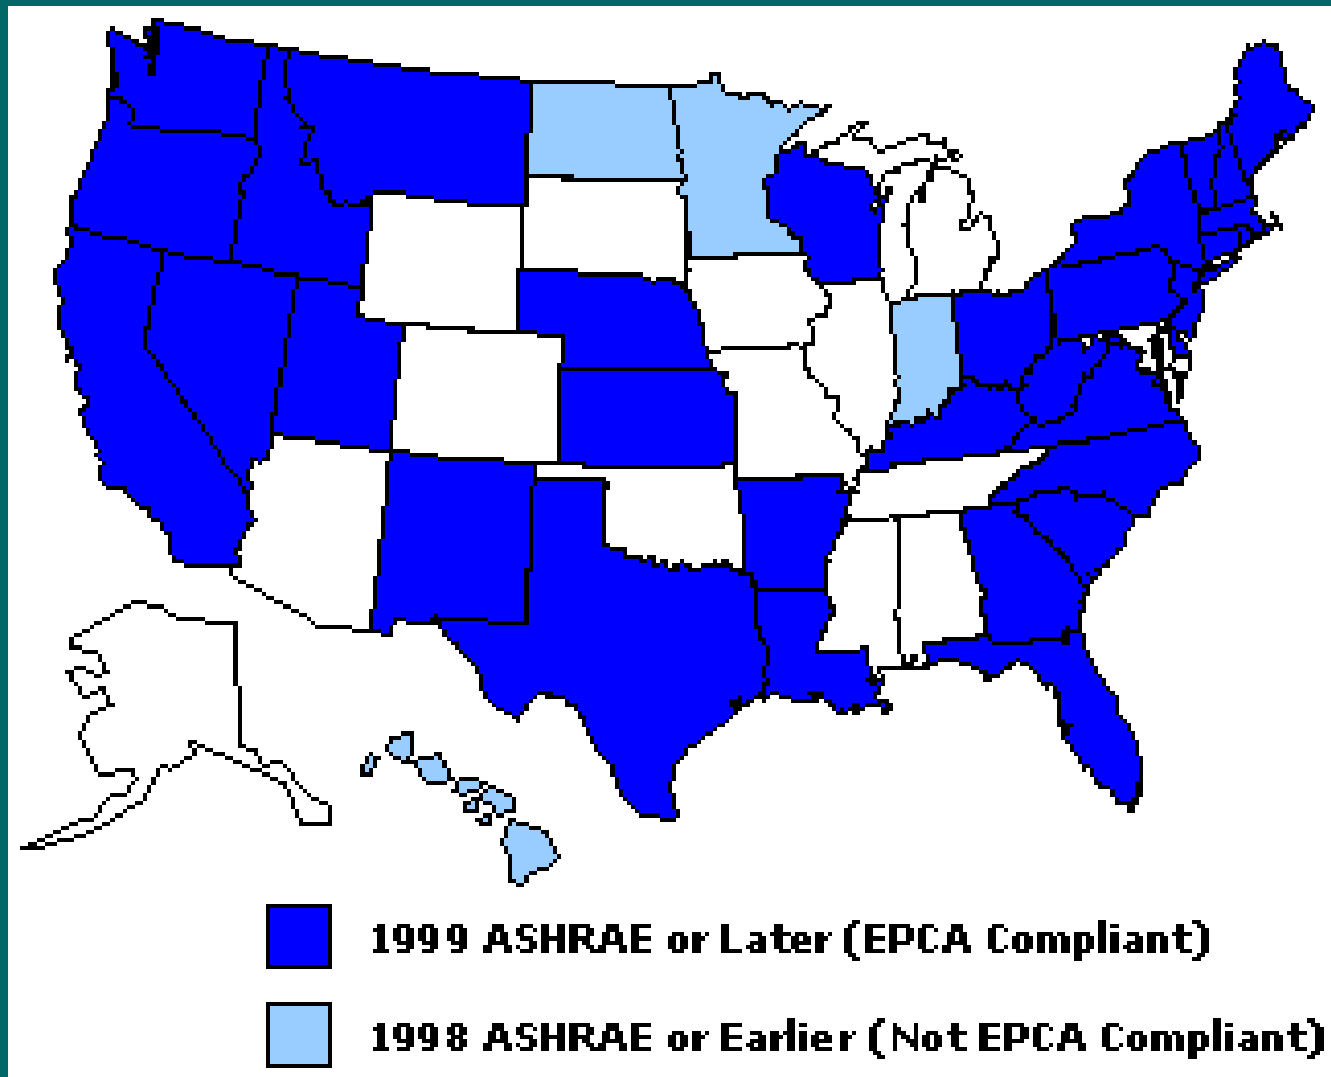 1999 ASHRAE or Later (EPCA Compliant)
1998 ASHRAE or Earlier (Not EPCA Compliant)